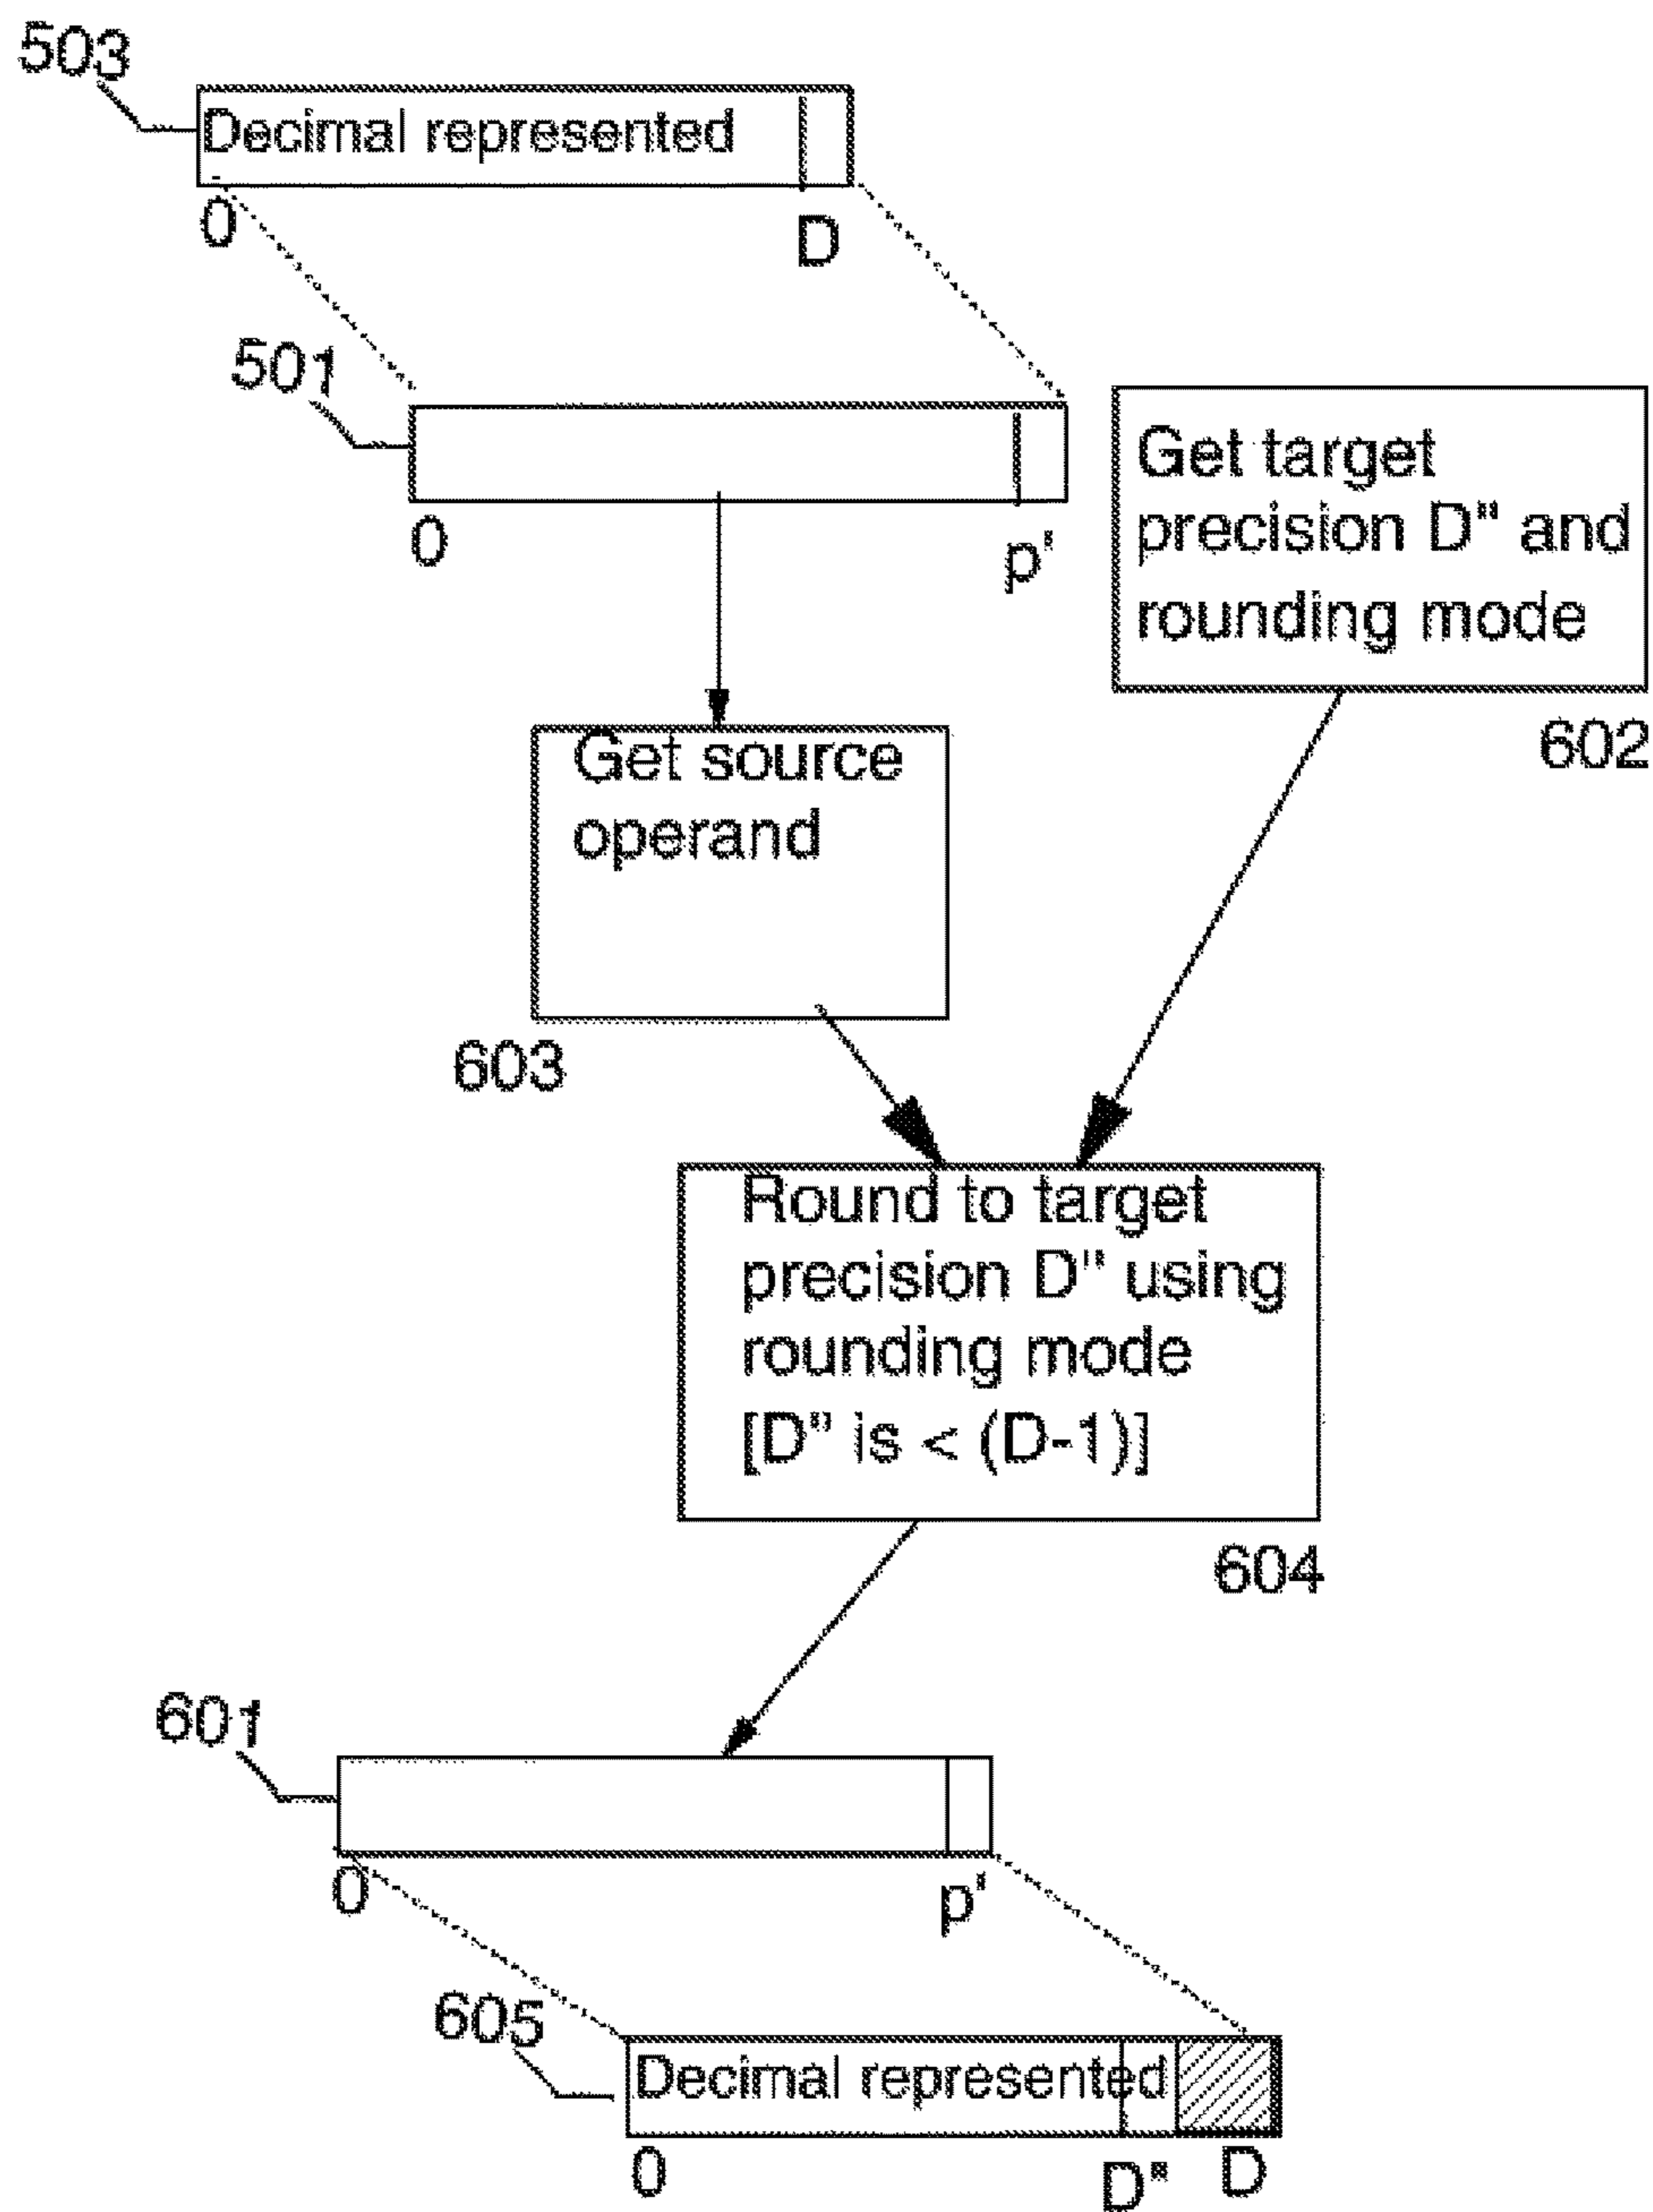 503
Decimal represented
0
D
501
0
p'
Get target
precision D" and
rounding mode
602
Get source
operand
603
Round to target
precision D" using
rounding mode
[D" is < (D-1)]
604
601
0
p'
605
Decimal represented
0
D"
D